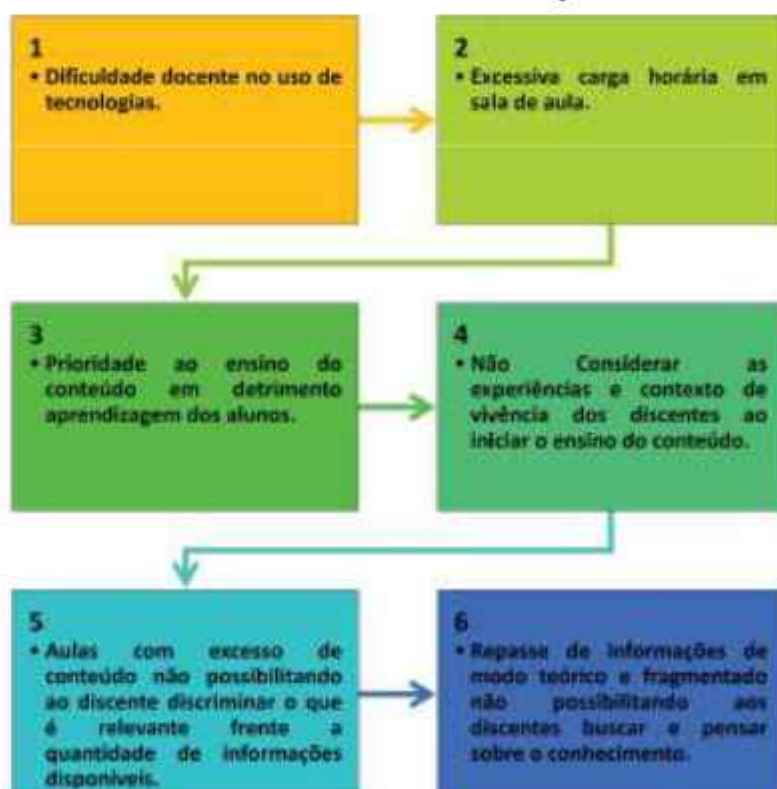 1
• Dificuldade docente no uso de
tecnologias.
2
• Excessiva carga horária em
sala de aula.
3
• Prioridade ao ensino do
conteúdo em detrimento
aprendizagem dos alunos.
4
• Não Considerar as
experiências e contexto de
vivência dos discentes ao
iniciar o ensino do conteúdo.
5
• Aulas com excesso de
conteúdo não possibilitando
ao discente discriminar o que
é relevante frente a
quantidade de informações
disponíveis.
6
• Repasse de informações de
modo teórico e fragmentado
não possibilitando aos
discentes buscar e pensar
sobre o conhecimento.